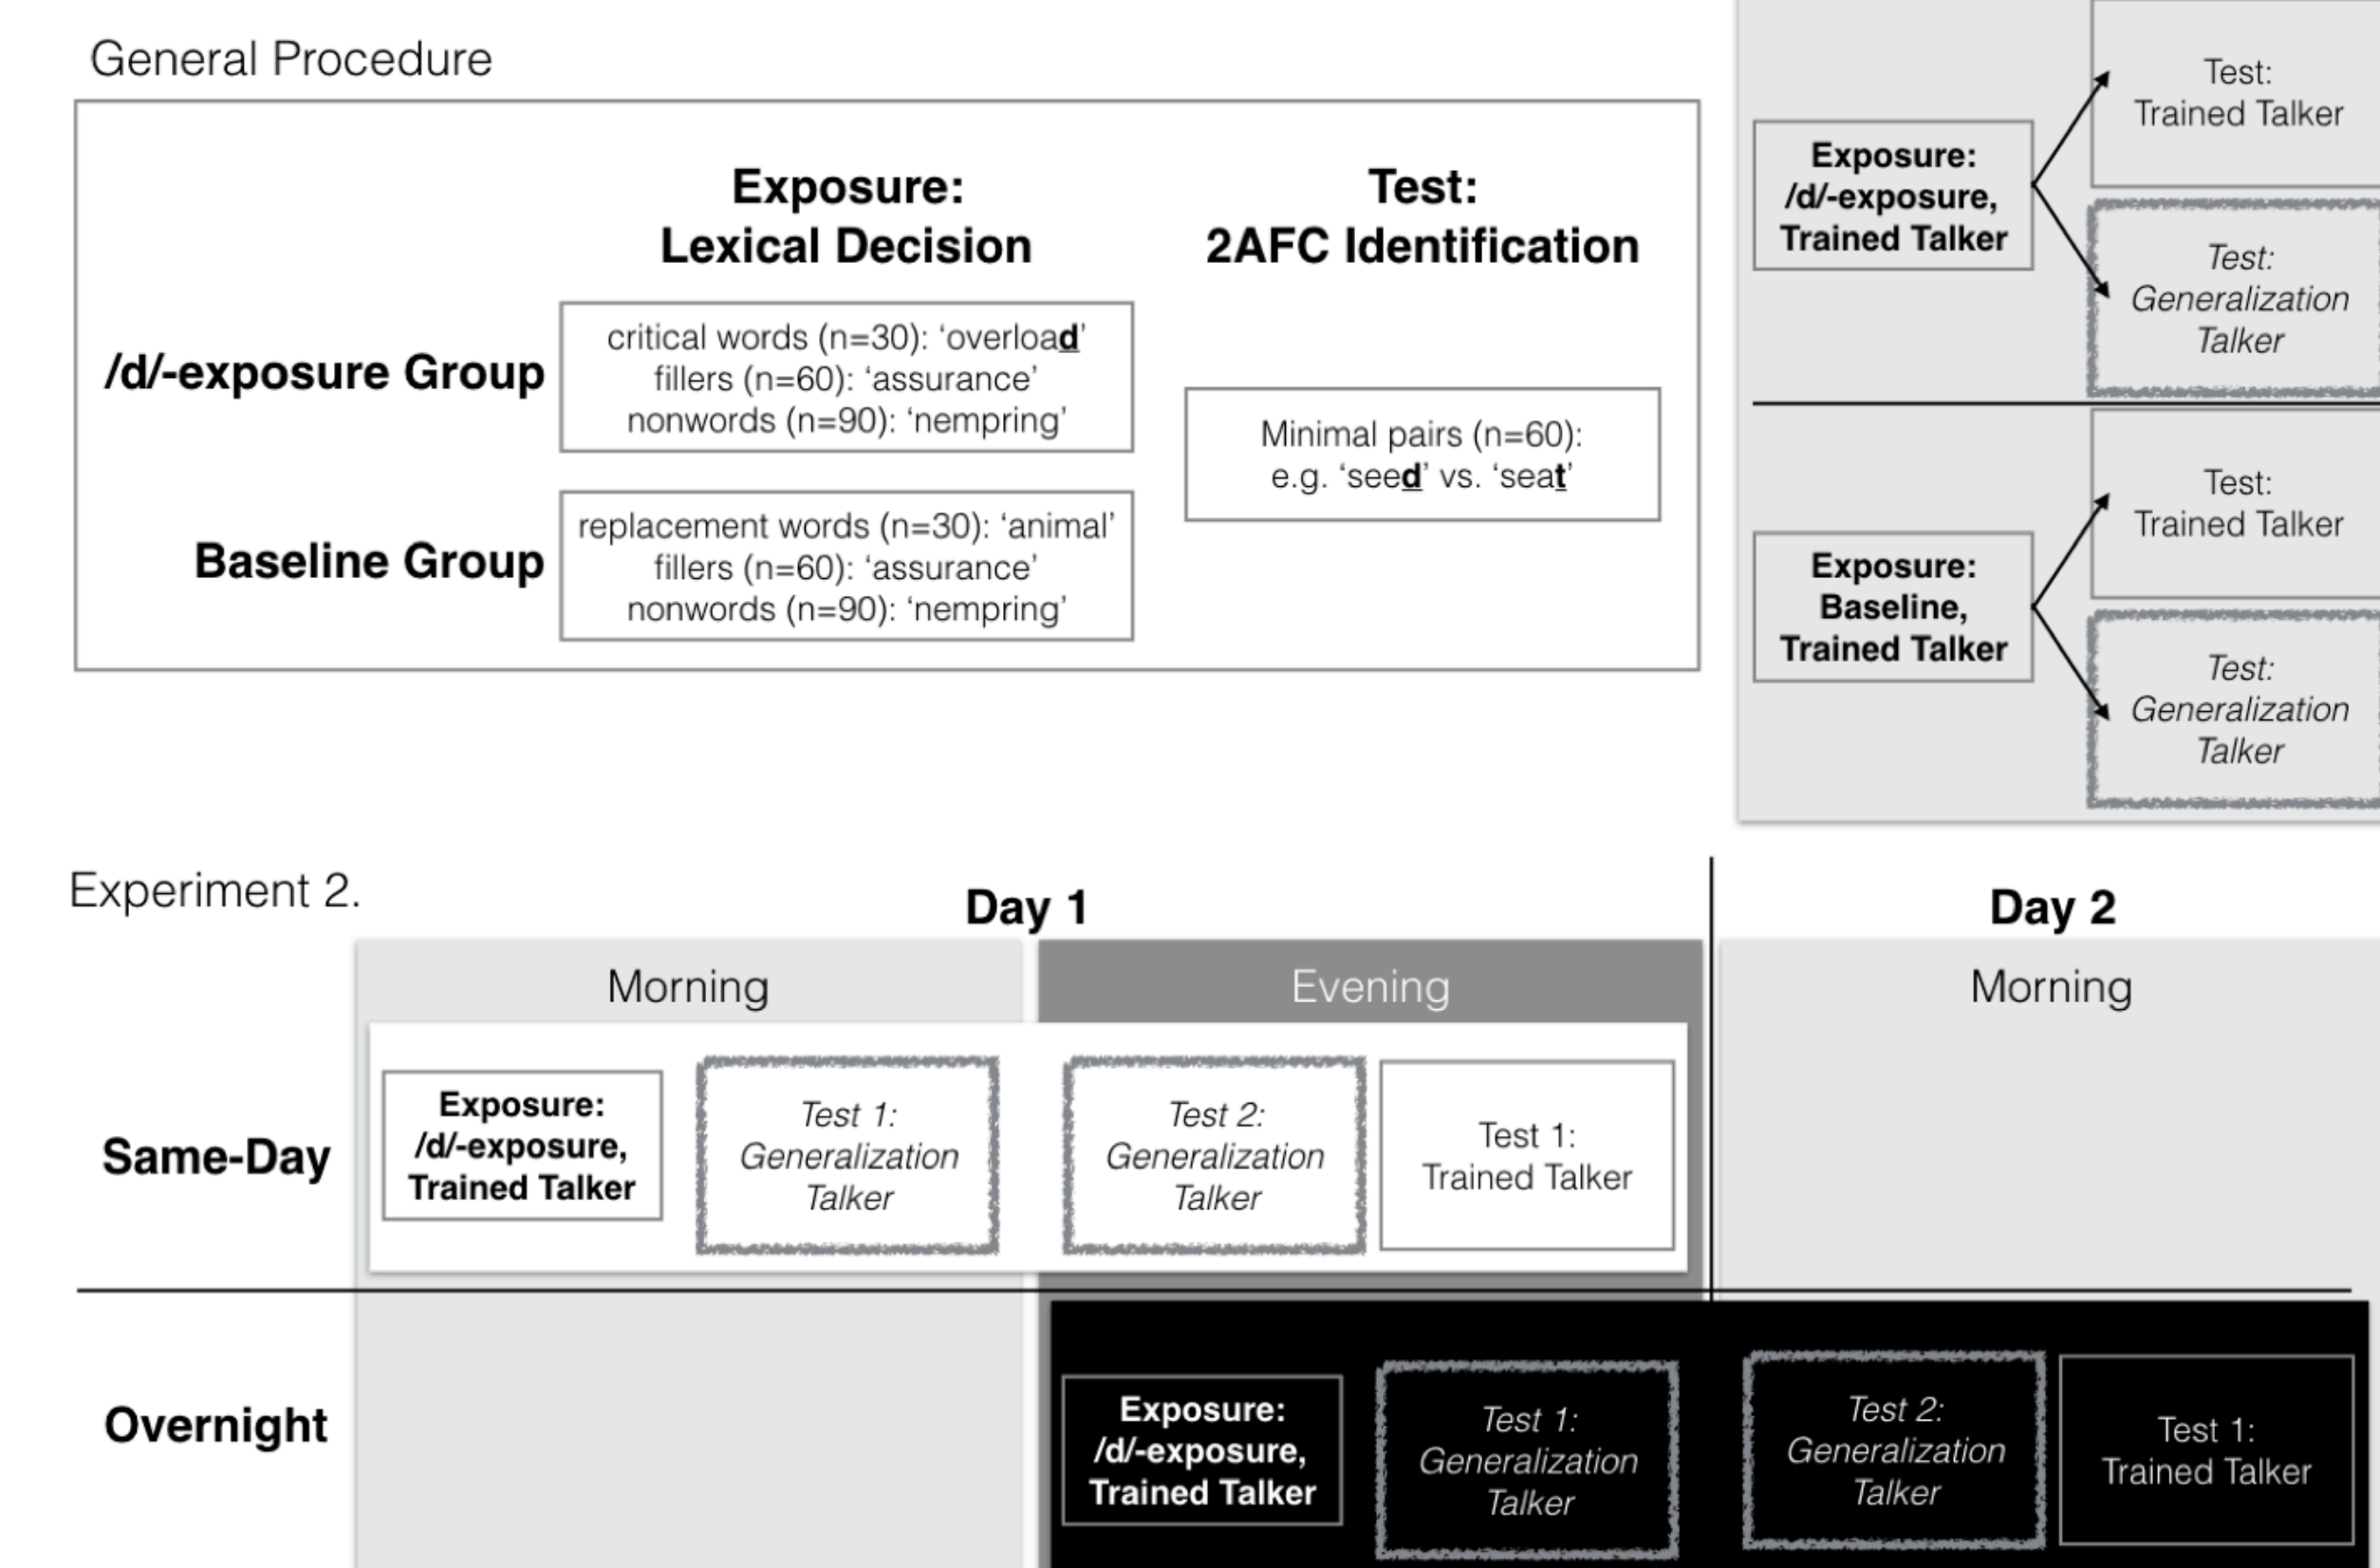 General Procedure
Exposure:
Lexical Decision
Test:
2AFC Identification
/d/-exposure Group
critical words (n=30): ‘overload’
fillers (n=60): ‘assurance’
nonwords (n=90): ‘nempring’
Baseline Group
replacement words (n=30): ‘animal’
fillers (n=60): ‘assurance’
nonwords (n=90): ‘nempring’
Minimal pairs (n=60):
e.g. ‘seed’ vs. ‘seat’
Exposure:
/d/-exposure,
Trained Talker
Test:
Trained Talker
Test:
Generalization
Talker
Exposure:
Baseline,
Trained Talker
Test:
Trained Talker
Test:
Generalization
Talker
Experiment 2.
Day 1
Day 2
Morning
Evening
Morning
Same-Day
Exposure:
/d/-exposure,
Trained Talker
Test 1:
Generalization
Talker
Test 2:
Generalization
Talker
Test 1:
Trained Talker
Overnight
Exposure:
/d/-exposure,
Trained Talker
Test 1:
Generalization
Talker
Test 2:
Generalization
Talker
Test 1:
Trained Talker